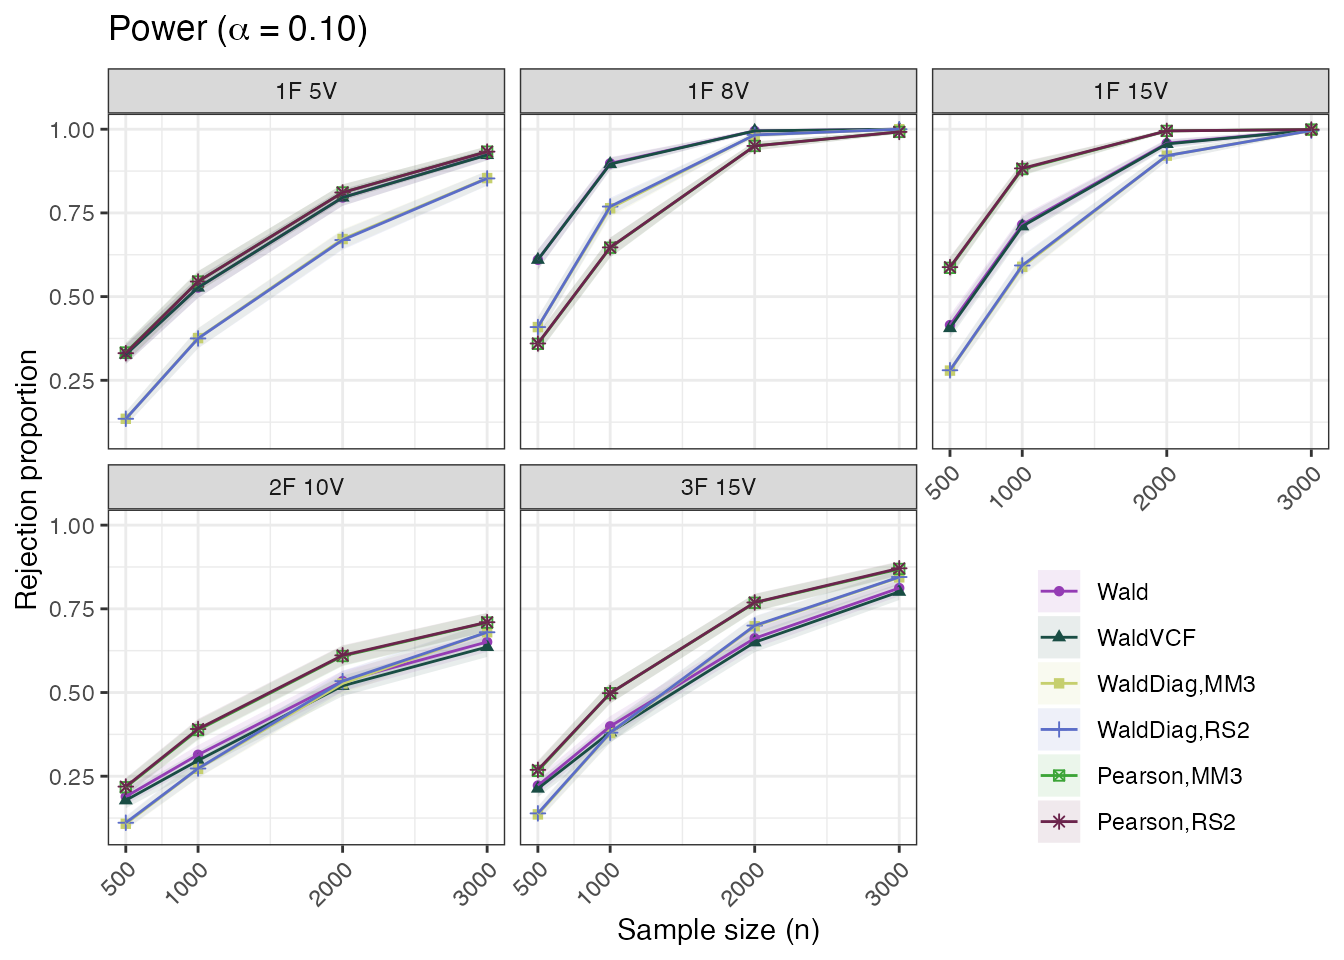 Power (α = 0.10)
1F 5V
1F 8V
1F 15V
1.00
0.75
0.50
0.25
500
1000
2000
3000
Rejection proportion
2F 10V
3F 15V
1.00
0.75
0.50
0.25
500
1000
2000
3000
500
1000
2000
3000
Sample size (n)
Wald
WaldVCF
WaldDiag,MM3
WaldDiag,RS2
Pearson,MM3
Pearson,RS2